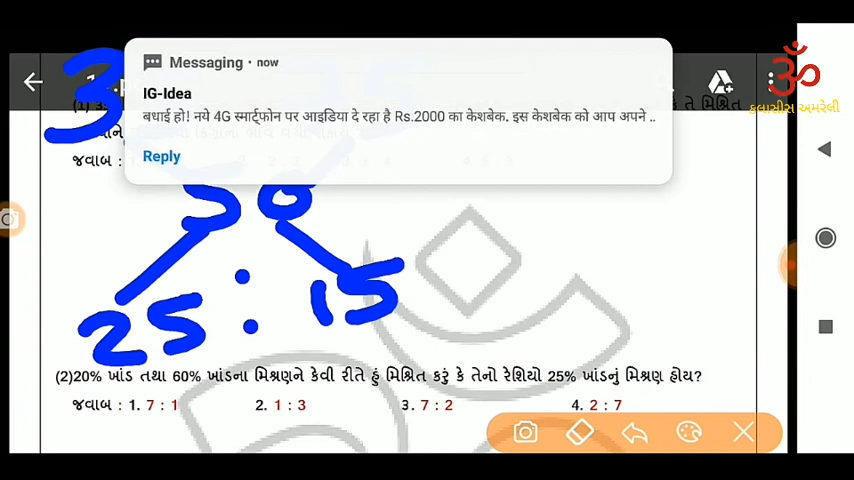 3
Messaging • now
IG-Idea
बधाई हो! नये 4G स्मार्टफोन पर आइडिया दे रहा है Rs.2000 का केशबेक. इस केशबेक को आप अपने ..
Reply
ૐ
કલાસીસ અમરેલી
(1)
તે મિશ્રિત
જવાબ :
25 : 15
(2)20% ખાંડ તથા 60% ખાંડના મિશ્રણને કેવી રીતે હું મિશ્રિત કરું કે તેનો રેશિયો 25% ખાંડનું મિશ્રણ હોય?
જવાબ : 1. 7 : 1 2. 1 : 3 3. 7 : 2 4. 2 : 7